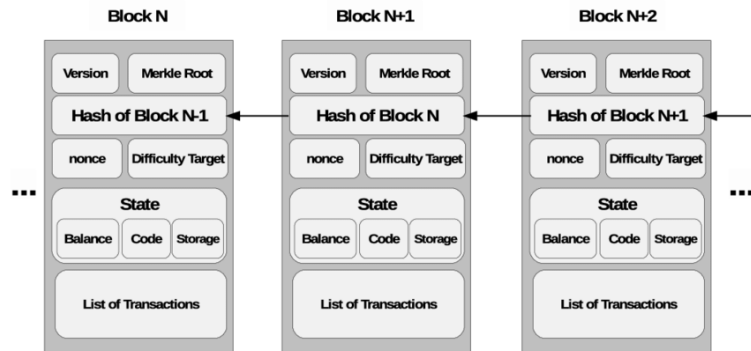 Block N
Block N+1
Block N+2
Version
Merkle Root
Version
Merkle Root
Version
Merkle Root
Hash of Block N-1
Hash of Block N
Hash of Block N+1
nonce
Difficulty Target
nonce
Difficulty Target
nonce
Difficulty Target
...
State
State
State
...
Balance
Code
Storage
Balance
Code
Storage
Balance
Code
Storage
List of Transactions
List of Transactions
List of Transactions